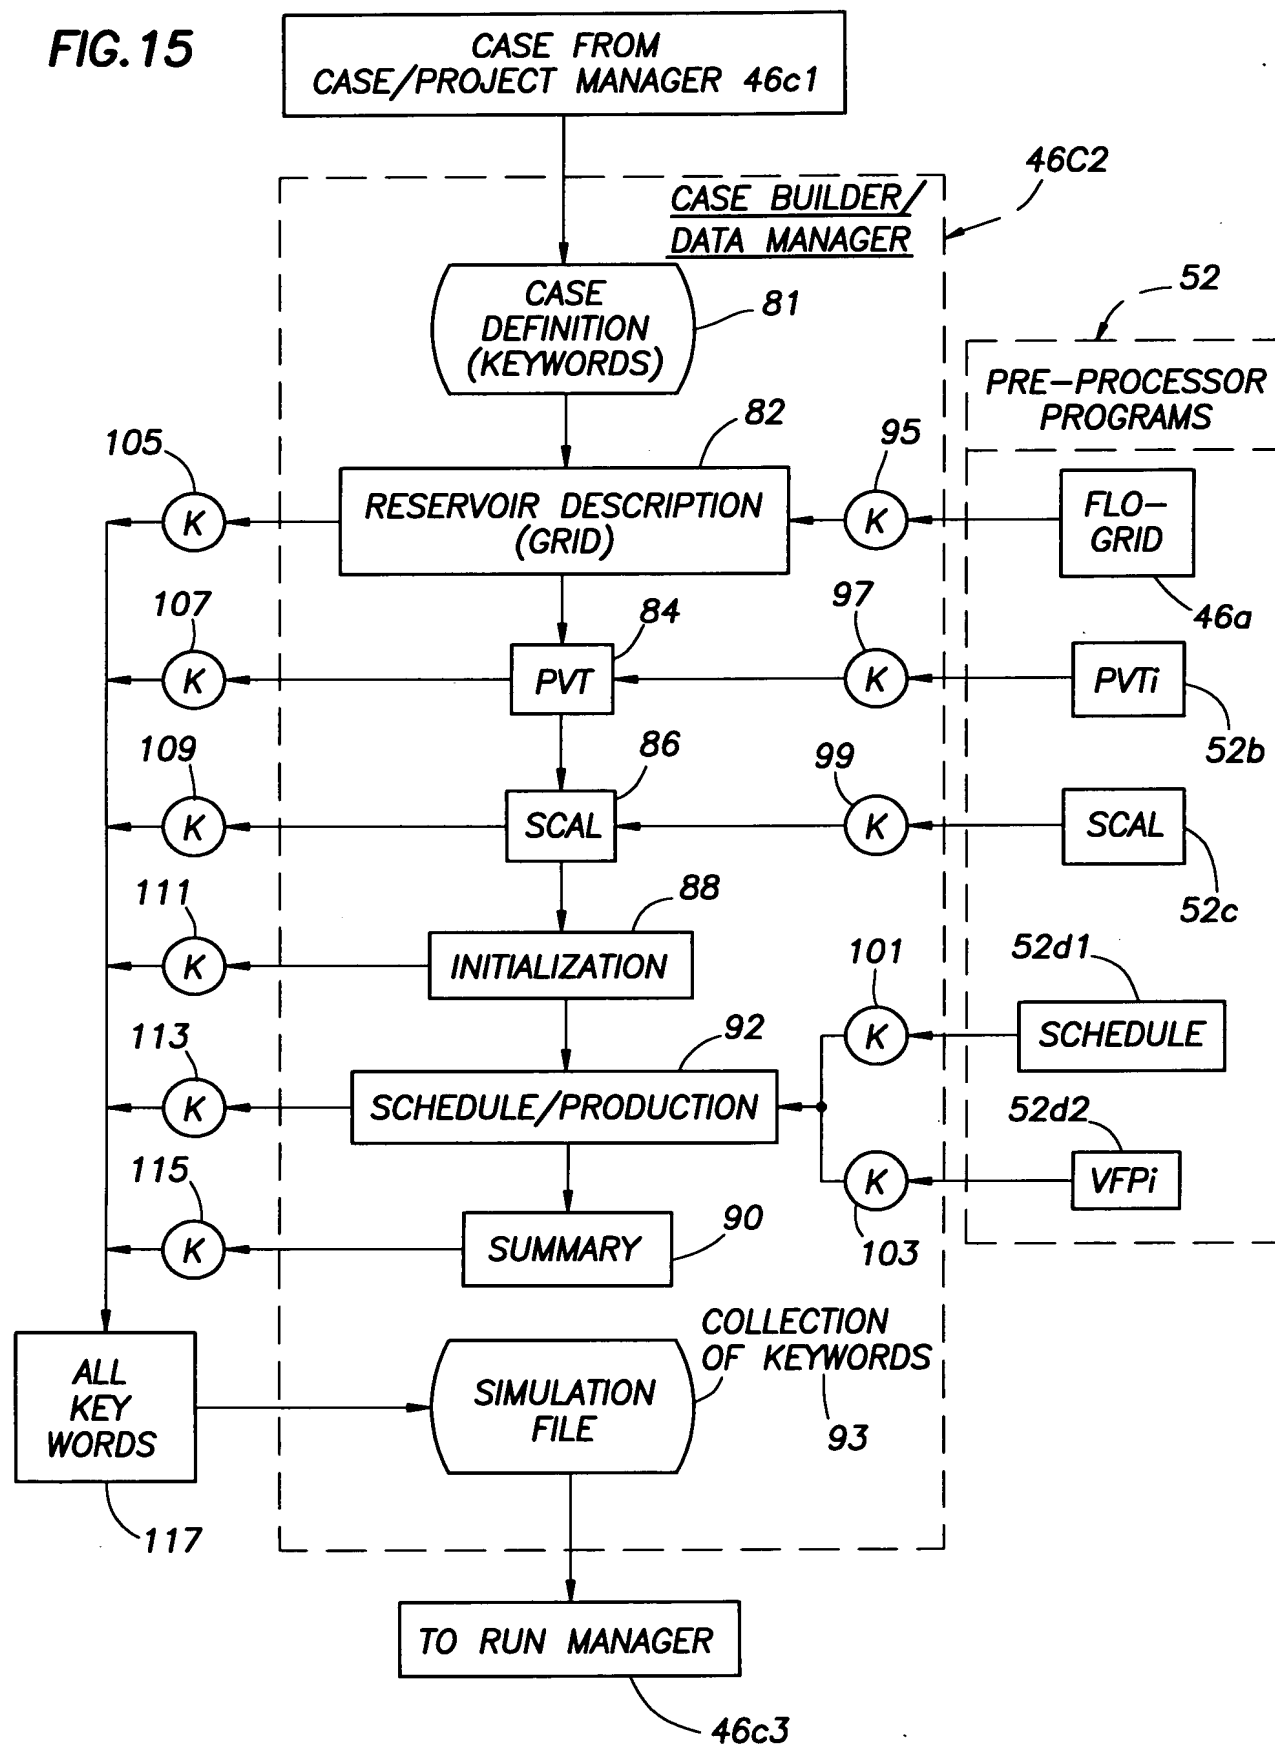 FIG.15
CASE FROM
CASE/PROJECT MANAGER 46c1
46C2
CASE BUILDER/
DATA MANAGER
52
CASE
DEFINITION
(KEYWORDS)
81
PRE-PROCESSOR
PROGRAMS
82
95
105
K
RESERVOIR DESCRIPTION
(GRID)
K
FLO-
GRID
46a
107
84
97
K
PVT
K
PVTi
52b
109
86
99
K
SCAL
K
SCAL
52c
111
88
K
INITIALIZATION
101
52d1
K
SCHEDULE
113
92
K
SCHEDULE/PRODUCTION
52d2
115
K
VFPi
103
K
SUMMARY
90
COLLECTION
OF KEYWORDS
93
ALL
KEY
WORDS
117
SIMULATION
FILE
TO RUN MANAGER
46c3